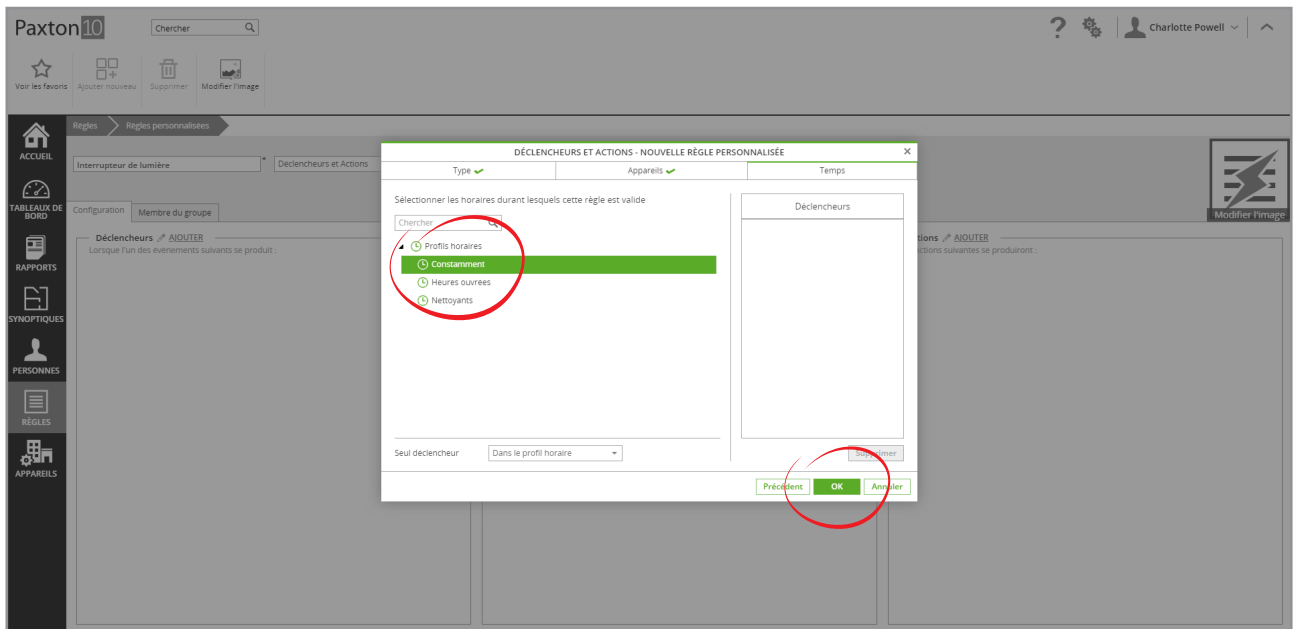 Paxton10
Chercher
Charlotte Powell
Voir les favoris
Ajouter nouveau
Supprimer
Modifier l'image
ACCUEIL
TABLEAUX DE BORD
RAPPORTS
SYNOPTIQUES
PERSONNES
RÈGLES
APPAREILS
Règles
Règles personnalisées
Interrupteur de lumière *
Déclencheurs et Actions
Modifier l'image
Configuration
Membre du groupe
Déclencheurs AJOUTER
Lorsque l'un des événements suivants se produit :
tions AJOUTER
ctions suivantes se produiront :
DÉCLENCHEURS ET ACTIONS - NOUVELLE RÈGLE PERSONNALISÉE
Type
Appareils
Temps
Sélectionner les horaires durant lesquels cette règle est valide
Chercher
Profils horaires
Constamment
Heures ouvrées
Nettoyants
Déclencheurs
Seul déclencheur
Dans le profil horaire
Supprimer
Précédent
OK
Annuler